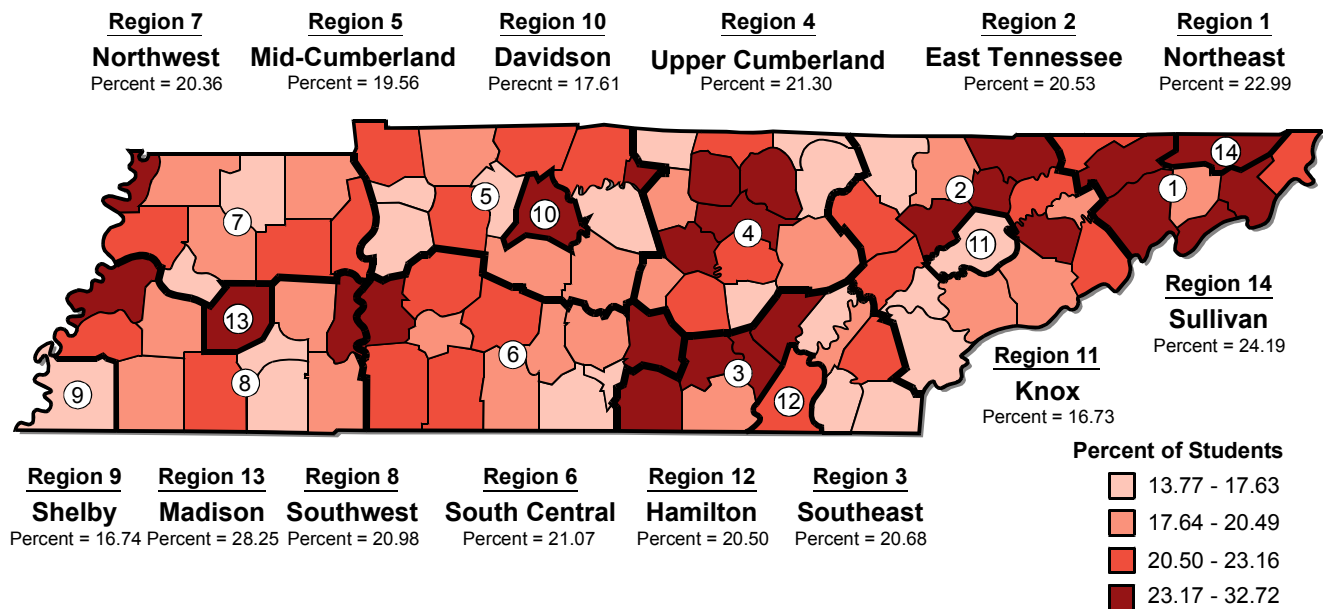 Region 7
Northwest
Percent = 20.36
Region 5
Mid-Cumberland
Percent = 19.56
Region 10
Davidson
Perecnt = 17.61
Region 4
Upper Cumberland
Percent = 21.30
Region 2
East Tennessee
Percent = 20.53
Region 1
Northeast
Percent = 22.99
14
1
2
5
10
7
4
11
13
6
3
8
9
12
Region 14
Sullivan
Percent = 24.19
Region 11
Knox
Percent = 16.73
Region 9
Shelby
Percent = 16.74
Region 13
Madison
Percent = 28.25
Region 8
Southwest
Percent = 20.98
Region 6
South Central
Percent = 21.07
Region 12
Hamilton
Percent = 20.50
Region 3
Southeast
Percent = 20.68
Percent of Students
13.77 - 17.63
17.64 - 20.49
20.50 - 23.16
23.17 - 32.72